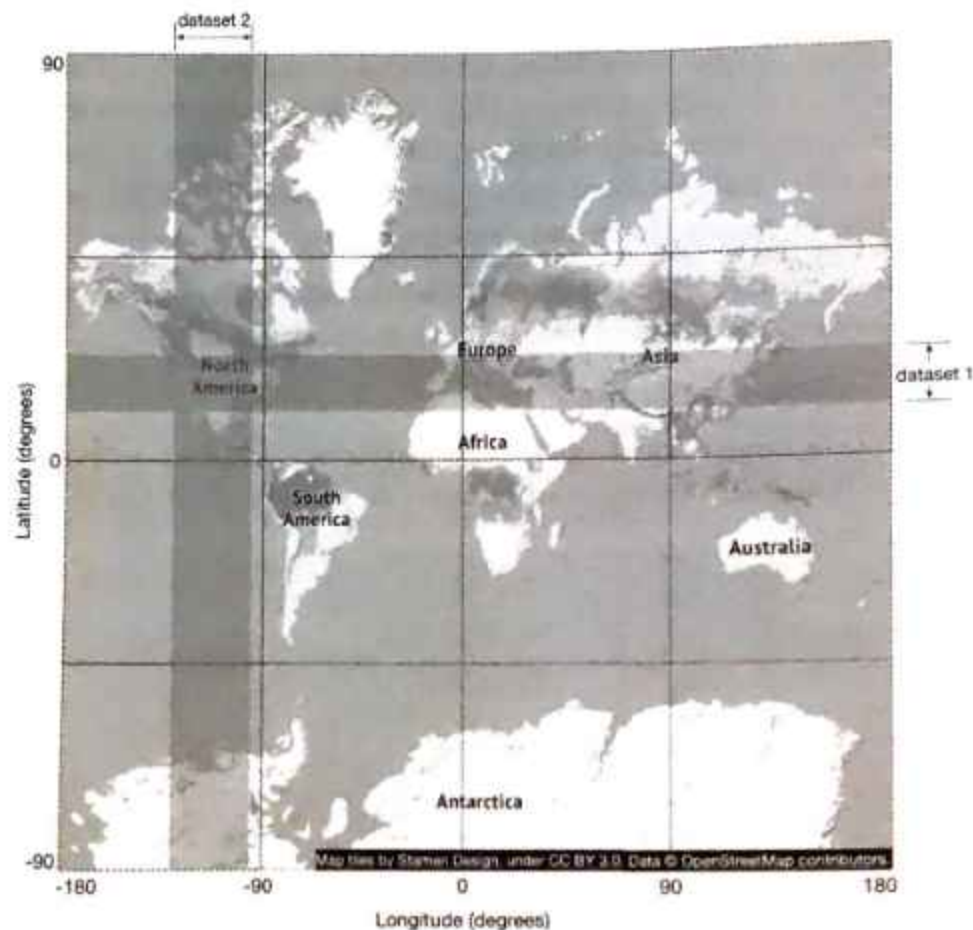 dataset 2
90
North
America
Europe
Asia
dataset 1
Africa
Latitude (degrees)
0
South
America
Australia
Antarctica
-90
Map tiles by Stamen Design, under CC BY 3.0. Data © OpenStreetMap contributors.
-180
-90
0
90
180
Longitude (degrees)